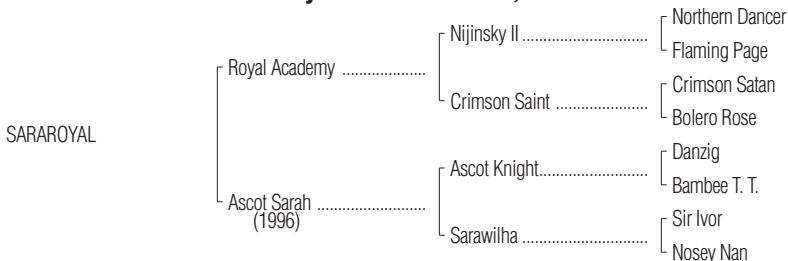 Northern Dancer
Nijinsky II ........................................
Flaming Page
Royal Academy .....................
Crimson Satan
Crimson Saint .............................
Bolero Rose
SARAROYAL
Danzig
Ascot Knight...................................
Bambee T. T.
Ascot Sarah ...........................
(1996)
Sir Ivor
Sarawilha ........................................
Nosey Nan